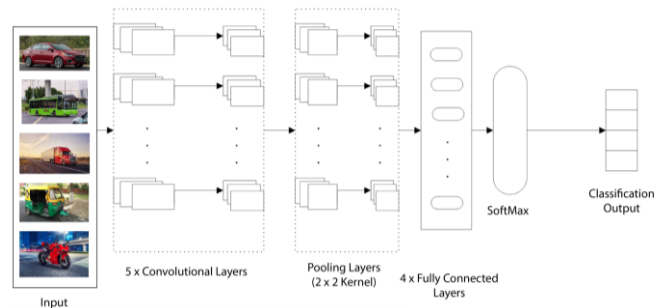 5 x Convolutional Layers
Pooling Layers
(2 x 2 Kernel)
4 x Fully Connected
Layers
SoftMax
Classification
Output
Input